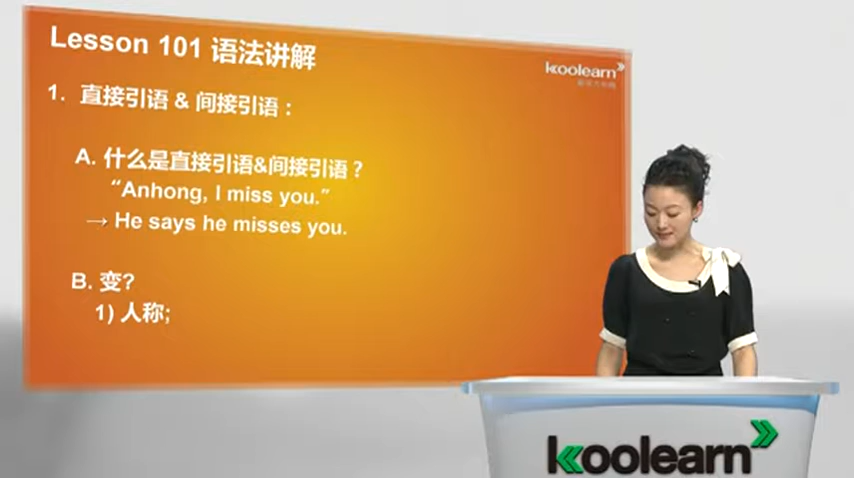 Lesson 101 语法讲解
koolearn
1. 直接引语 & 间接引语：
A. 什么是直接引语&间接引语？
“Anhong, I miss you.”
→ He says he misses you.
B. 变？
1) 人称;
koolearn